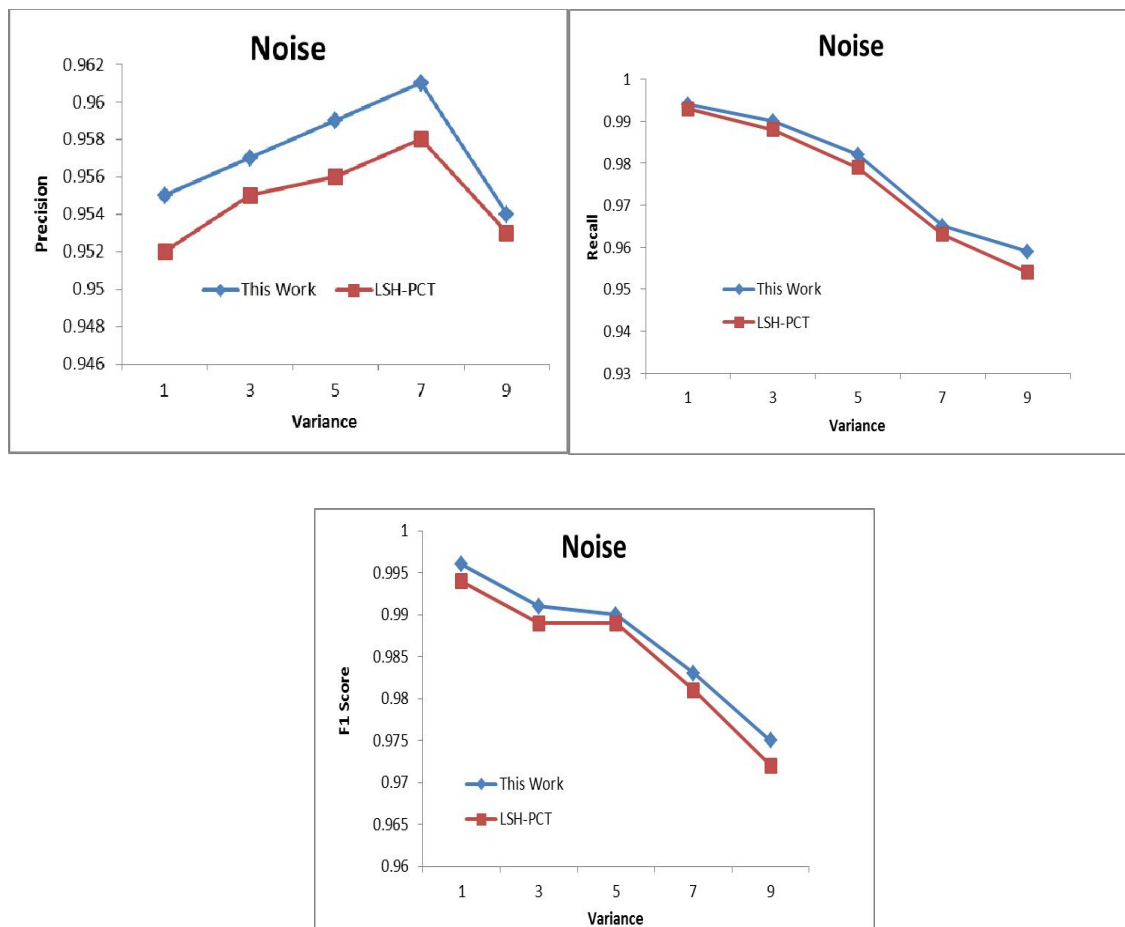 Noise
0.962
0.96
0.958
0.956
0.954
0.952
0.95
0.948
0.946
Precision
This Work
LSH-PCT
1 3 5 7 9
Variance
Noise
1
0.99
0.98
0.97
0.96
0.95
0.94
0.93
Recall
This Work
LSH-PCT
1 3 5 7 9
Variance
Noise
1
0.995
0.99
0.985
0.98
0.975
0.97
0.965
0.96
F1 Score
This Work
LSH-PCT
1 3 5 7 9
Variance